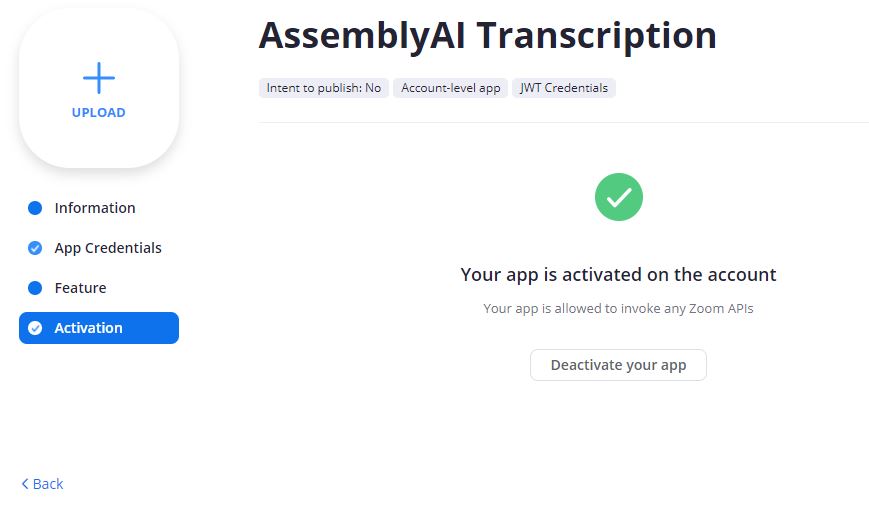 AssemblyAI Transcription
Intent to publish: No Account-level app JWT Credentials
UPLOAD
Information
App Credentials
Feature
Activation
Your app is activated on the account
Your app is allowed to invoke any Zoom APIs
Deactivate your app
Back